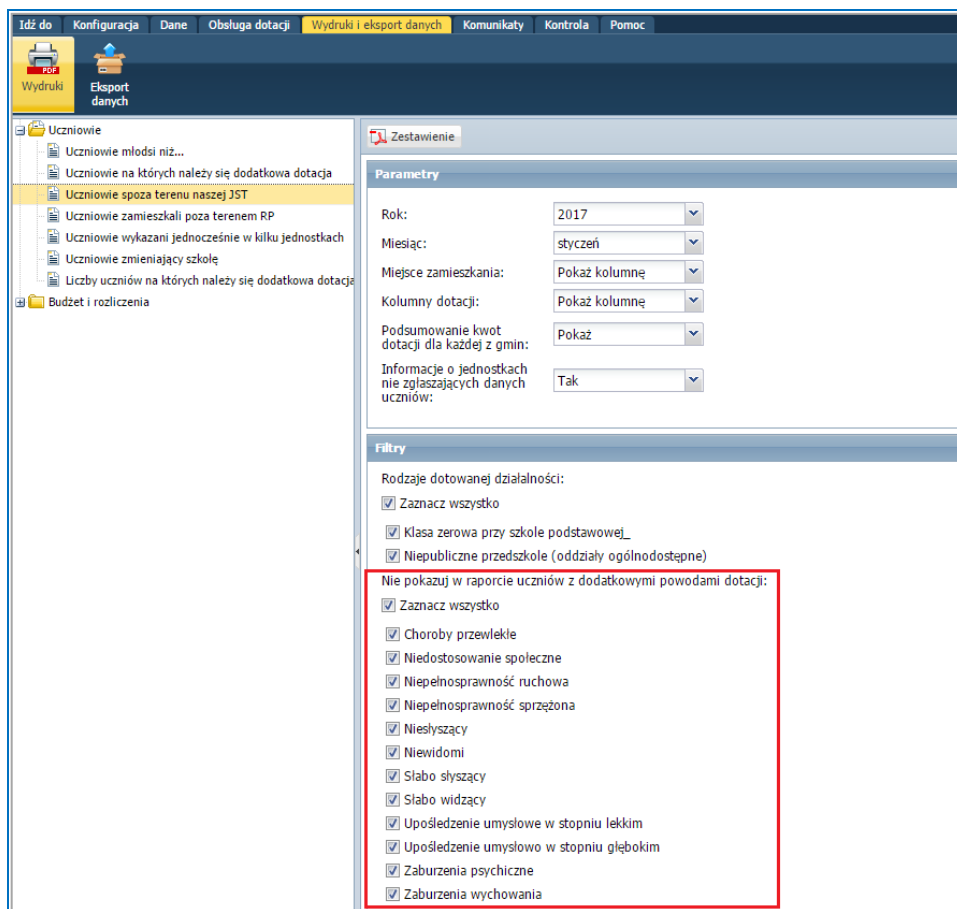 Idź do Konfiguracja Dane Obsługa dotacji Wydruki i eksport danych Komunikaty Kontrola Pomoc
PDF
Wydruki
Eksport
danych
Uczniowie
Uczniowie młodsi niż...
Uczniowie na których należy się dodatkowa dotacja
Uczniowie spoza terenu naszej JST
Uczniowie zamieszkali poza terenem RP
Uczniowie wykazani jednocześnie w kilku jednostkach
Uczniowie zmieniający szkołę
Liczby uczniów na których należy się dodatkowa dotacja
Budżet i rozliczenia
Zestawienie
Parametry
Rok: 2017
Miesiąc: styczeń
Miejsce zamieszkania: Pokaż kolumnę
Kolumny dotacji: Pokaż kolumnę
Podsumowanie kwot
dotacji dla każdej z gmin: Pokaż
Informacje o jednostkach
nie zgłaszających danych
uczniów: Tak
Filtry
Rodzaje dotowanej działalności:
Zaznacz wszystko
Klasa zerowa przy szkole podstawowej_
Niepubliczne przedszkole (oddziały ogólnodostępne)
Nie pokazuj w raporcie uczniów z dodatkowymi powodami dotacji:
Zaznacz wszystko
Choroby przewlekłe
Niedostosowanie społeczne
Niepełnosprawność ruchowa
Niepełnosprawność sprzężona
Niesłyszący
Niewidomi
Słabo słyszący
Słabo widzący
Upośledzenie umysłowe w stopniu lekkim
Upośledzenie umysłowo w stopniu głębokim
Zaburzenia psychiczne
Zaburzenia wychowania